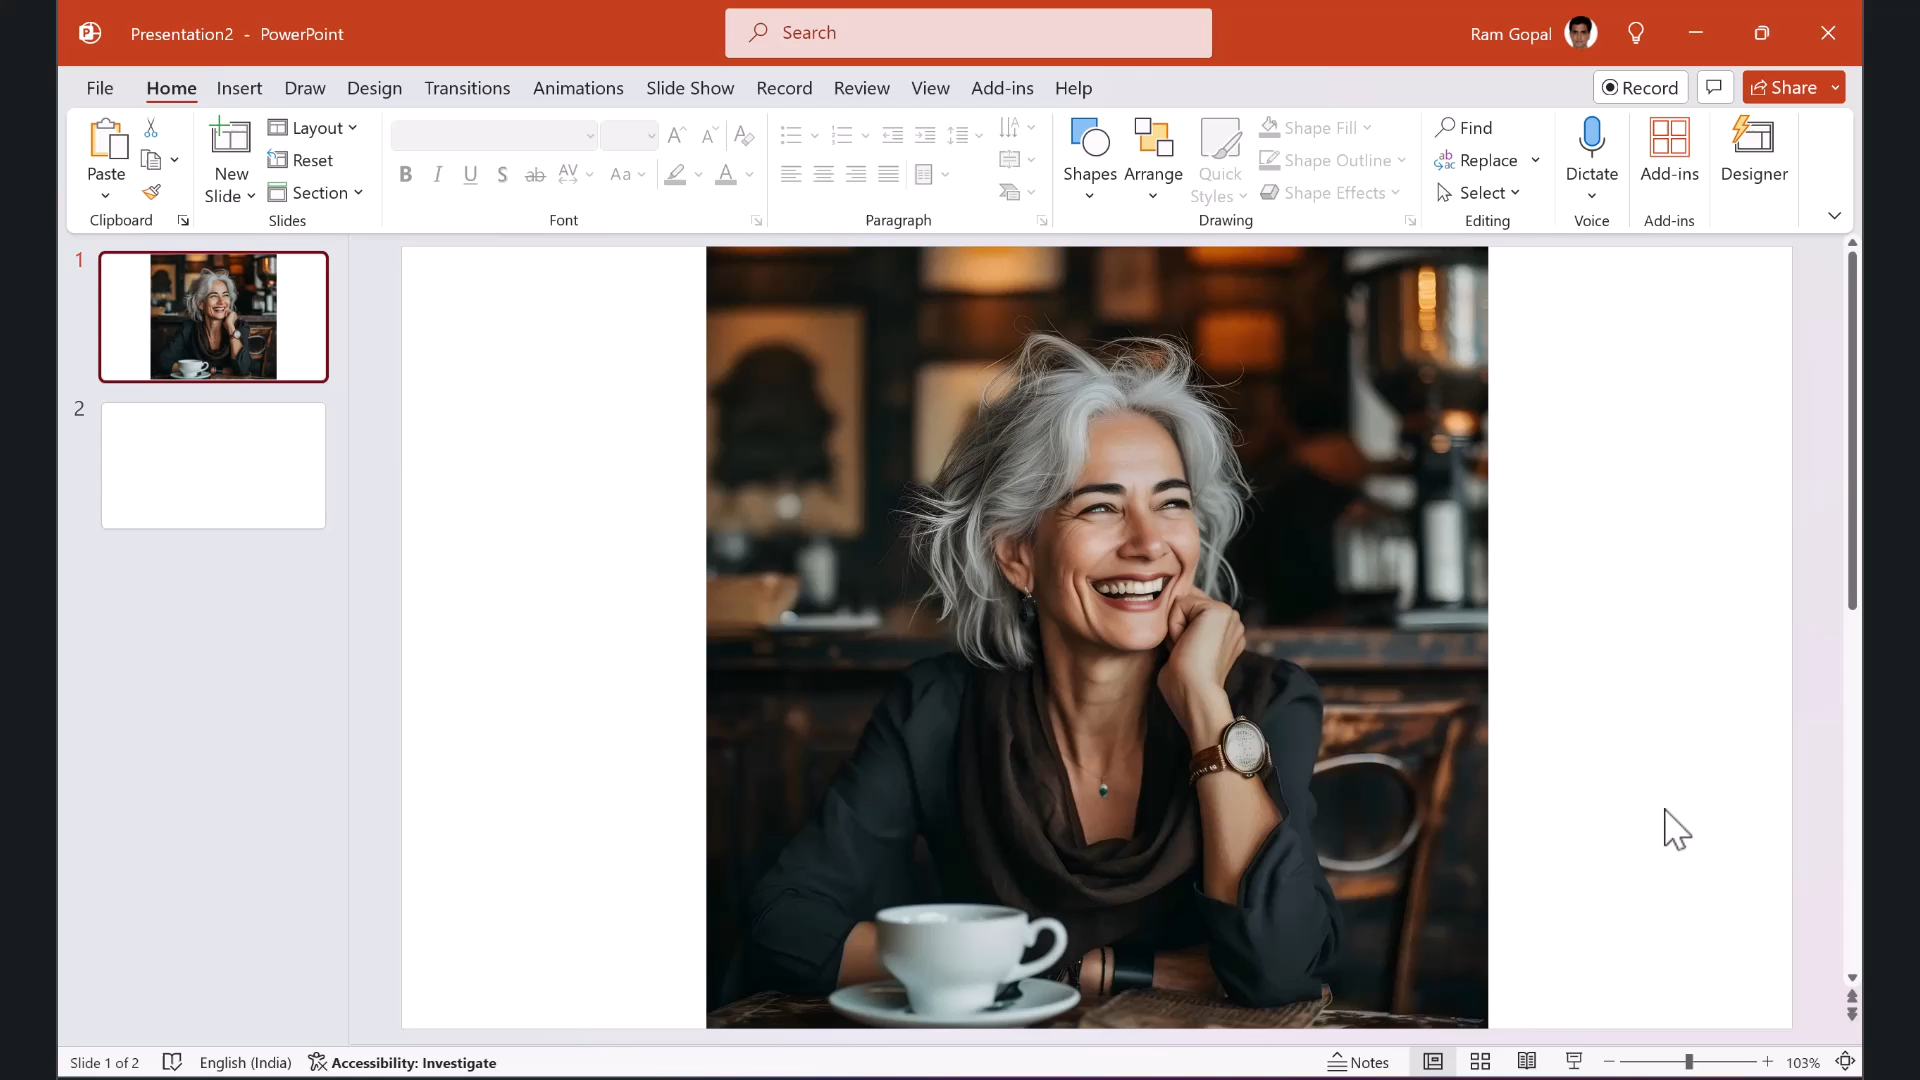 Presentation2 - PowerPoint
Search
Ram Gopal
File Home Insert Draw Design Transitions Animations Slide Show Record Review View Add-ins Help
Record
Share
Paste
New
Slide
Layout
Reset
Section
B I U S ab AV Aa A
Shapes
Arrange
Quick
Styles
Shape Fill
Shape Outline
Shape Effects
Find
Replace
Select
Dictate
Add-ins
Designer
Clipboard
Slides
Font
Paragraph
Drawing
Editing
Voice
Add-ins
1
2
Slide 1 of 2
English (India)
Accessibility: Investigate
Notes
103%